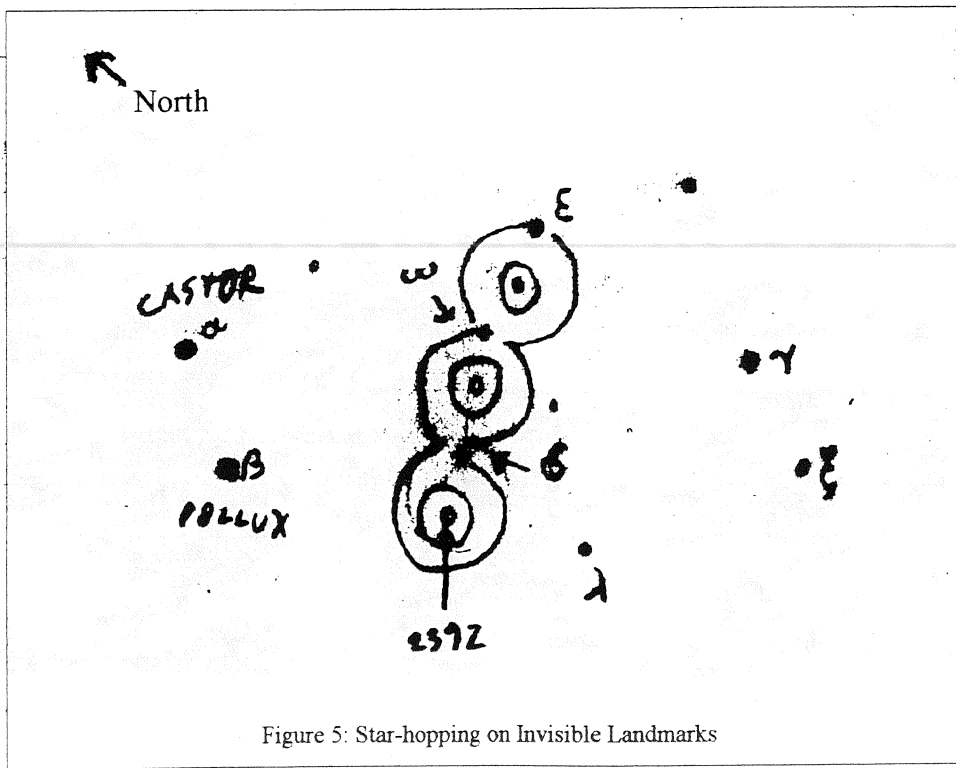 North
ε
ω
CASTOR
α
γ
β
δ
ξ
POLLUX
λ
2392
Figure 5: Star-hopping on Invisible Landmarks